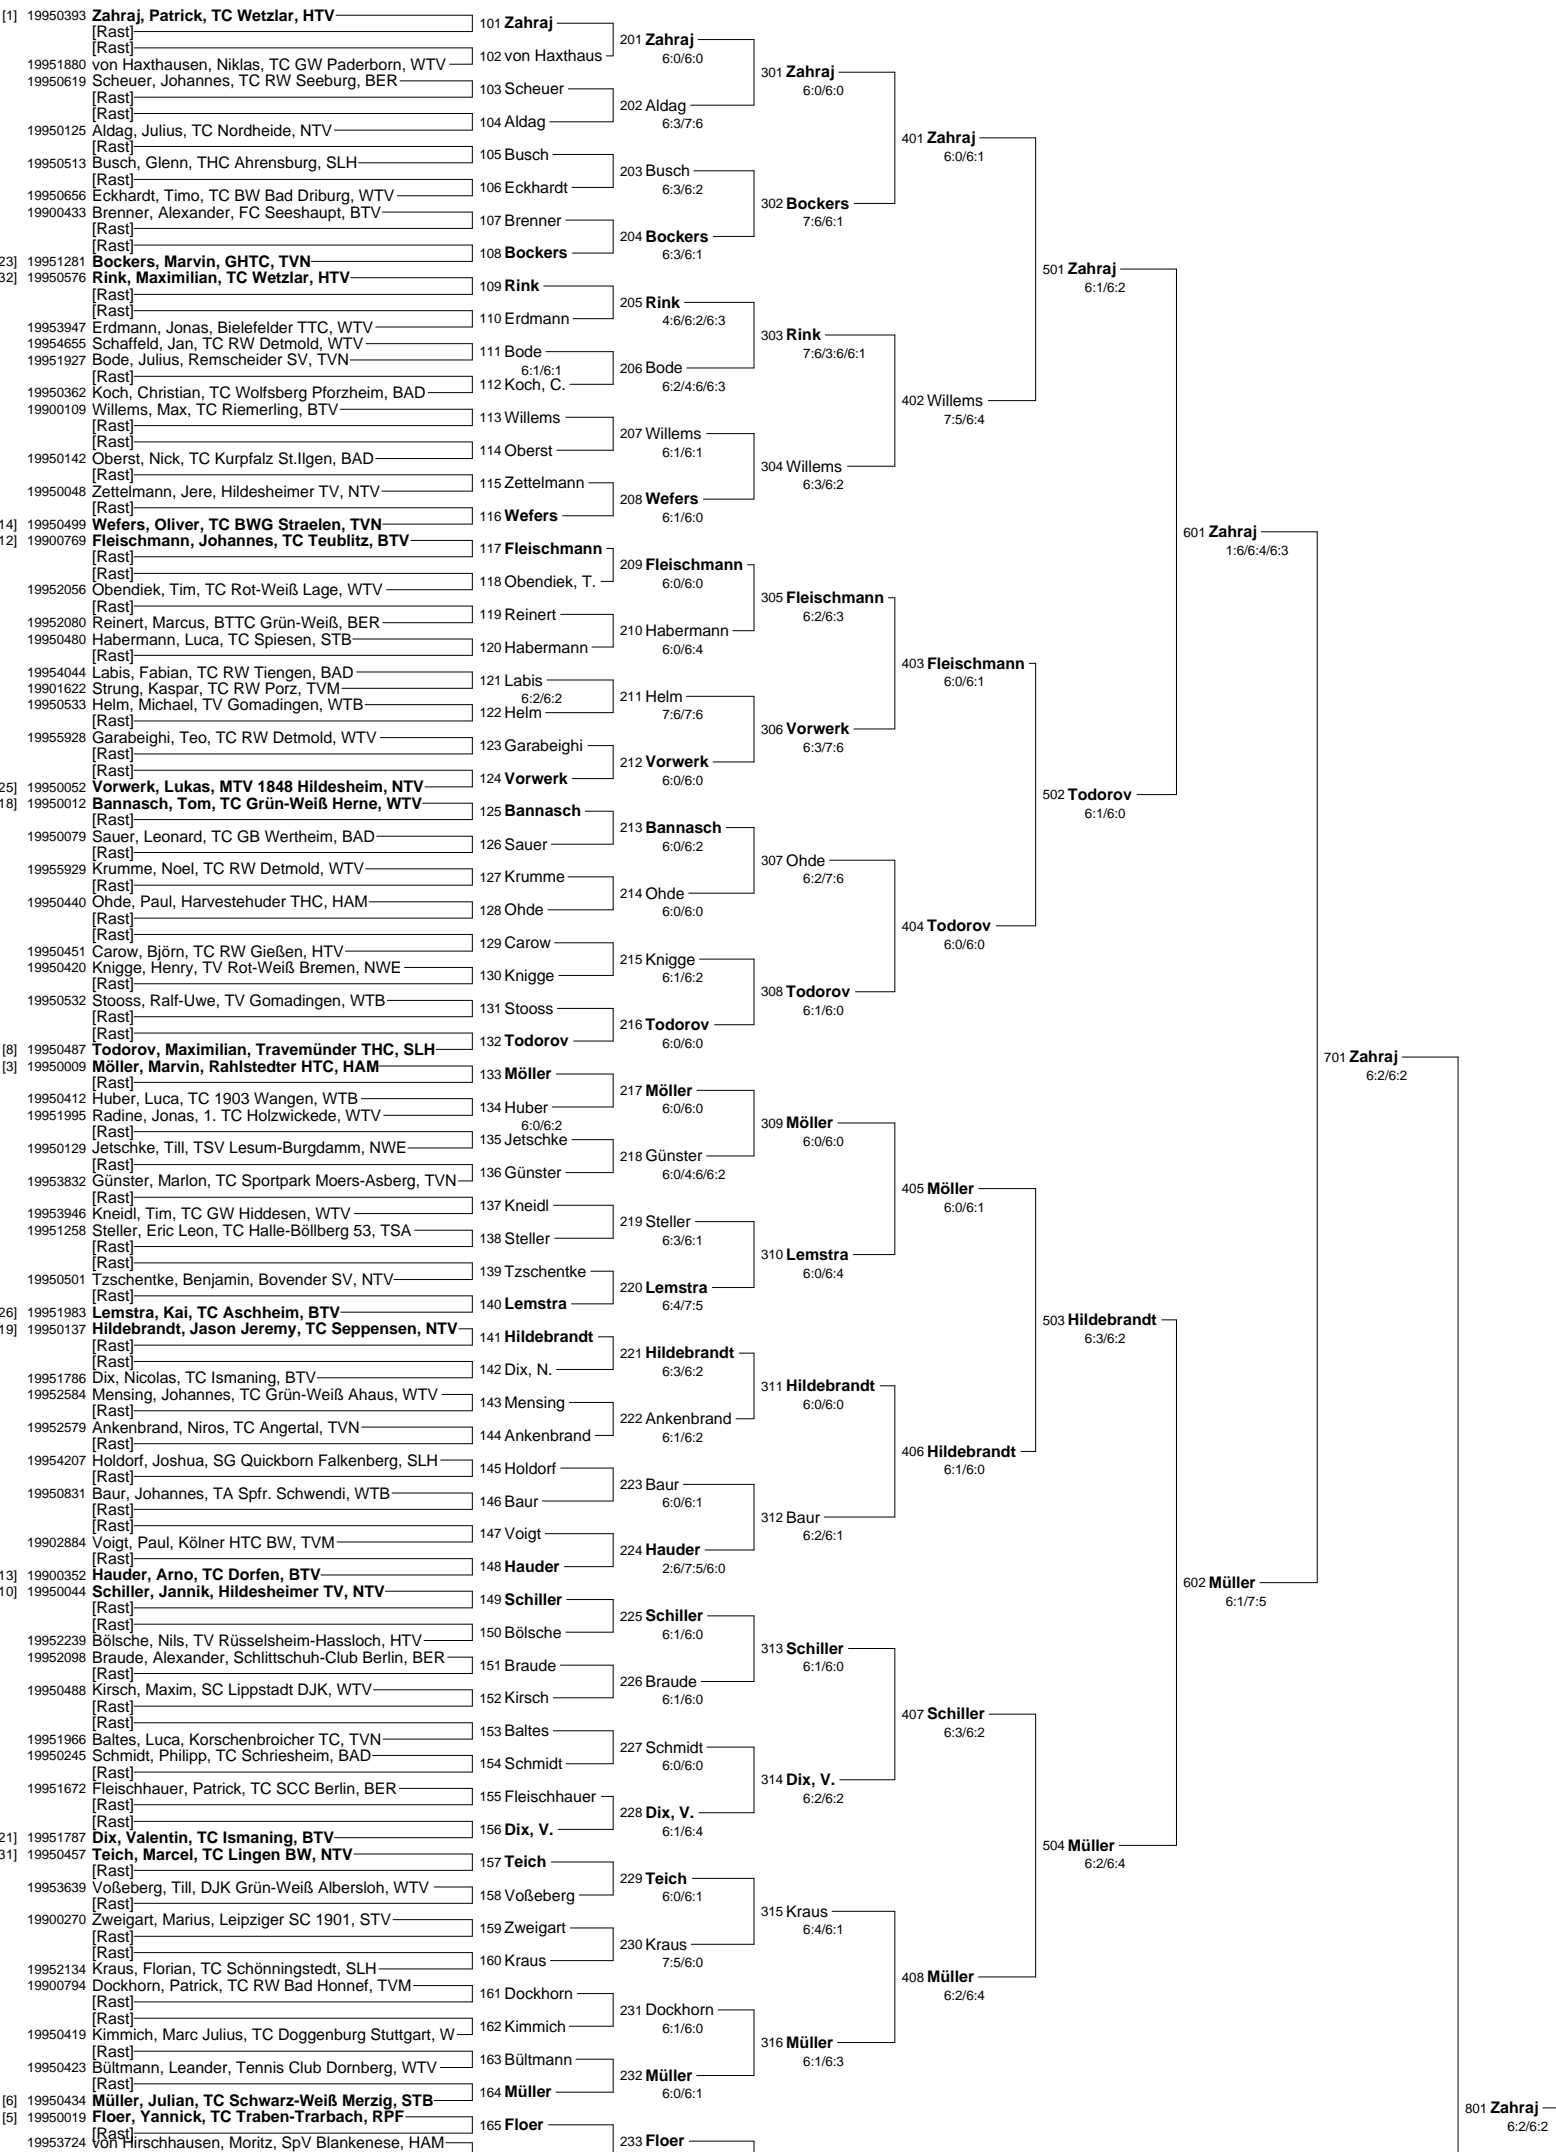 [1] 19950393 Zahraj, Patrick, TC Wetzlar, HTV
[Rast]
[Rast]
19951880 von Haxthausen, Niklas, TC GW Paderborn, WTV
19950619 Scheuer, Johannes, TC RW Seeburg, BER
[Rast]
[Rast]
19950125 Aldag, Julius, TC Nordheide, NTV
[Rast]
19950513 Busch, Glenn, THC Ahrensburg, SLH
[Rast]
19950656 Eckhardt, Timo, TC BW Bad Driburg, WTV
19900433 Brenner, Alexander, FC Seeshaupt, BTV
[Rast]
[Rast]
23] 19951281 Bockers, Marvin, GHTC, TVN
32] 19950576 Rink, Maximilian, TC Wetzlar, HTV
[Rast]
[Rast]
19953947 Erdmann, Jonas, Bielefelder TTC, WTV
19954655 Schaffeld, Jan, TC RW Detmold, WTV
19951927 Bode, Julius, Remscheider SV, TVN
[Rast]
19950362 Koch, Christian, TC Wolfsberg Pforzheim, BAD
19900109 Willems, Max, TC Riemerling, BTV
[Rast]
[Rast]
19950142 Oberst, Nick, TC Kurpfalz St.Ilgen, BAD
[Rast]
19950048 Zettelmann, Jere, Hildesheimer TV, NTV
[Rast]
14] 19950499 Wefers, Oliver, TC BWG Straelen, TVN
12] 19900769 Fleischmann, Johannes, TC Teublitz, BTV
[Rast]
[Rast]
19952056 Obendiek, Tim, TC Rot-Weiß Lage, WTV
[Rast]
19952080 Reinert, Marcus, BTTC Grün-Weiß, BER
19950480 Habermann, Luca, TC Spiesen, STB
[Rast]
19954044 Labis, Fabian, TC RW Tiengen, BAD
19901622 Strung, Kaspar, TC RW Porz, TVM
19950533 Helm, Michael, TV Gomadingen, WTB
[Rast]
19955928 Garabeighi, Teo, TC RW Detmold, WTV
[Rast]
[Rast]
25] 19950052 Vorwerk, Lukas, MTV 1848 Hildesheim, NTV
18] 19950012 Bannasch, Tom, TC Grün-Weiß Herne, WTV
[Rast]
19950079 Sauer, Leonard, TC GB Wertheim, BAD
[Rast]
19955929 Krumme, Noel, TC RW Detmold, WTV
[Rast]
19950440 Ohde, Paul, Harvestehuder THC, HAM
[Rast]
[Rast]
19950451 Carow, Björn, TC RW Gießen, HTV
19950420 Knigge, Henry, TV Rot-Weiß Bremen, NWE
[Rast]
19950532 Stooss, Ralf-Uwe, TV Gomadingen, WTB
[Rast]
[Rast]
[8] 19950487 Todorov, Maximilian, Travemünder THC, SLH
[3] 19950009 Möller, Marvin, Rahlstedter HTC, HAM
[Rast]
19950412 Huber, Luca, TC 1903 Wangen, WTB
19951995 Radine, Jonas, 1. TC Holzwickede, WTV
[Rast]
19950129 Jetschke, Till, TSV Lesum-Burgdamm, NWE
[Rast]
19953832 Günster, Marlon, TC Sportpark Moers-Asberg, TVN
[Rast]
19953946 Kneidl, Tim, TC GW Hiddesen, WTV
19951258 Steller, Eric Leon, TC Halle-Böllberg 53, TSA
[Rast]
[Rast]
19950501 Tzschentke, Benjamin, Bovender SV, NTV
[Rast]
26] 19951983 Lemstra, Kai, TC Aschheim, BTV
19] 19950137 Hildebrandt, Jason Jeremy, TC Seppensen, NTV
[Rast]
[Rast]
19951786 Dix, Nicolas, TC Ismaning, BTV
19952584 Mensing, Johannes, TC Grün-Weiß Ahaus, WTV
[Rast]
19952579 Ankenbrand, Niros, TC Angertal, TVN
[Rast]
19954207 Holdorf, Joshua, SG Quickborn Falkenberg, SLH
[Rast]
19950831 Baur, Johannes, TA Spfr. Schwendi, WTB
[Rast]
[Rast]
19902884 Voigt, Paul, Kölner HTC BW, TVM
[Rast]
13] 19900352 Hauder, Arno, TC Dorfen, BTV
10] 19950044 Schiller, Jannik, Hildesheimer TV, NTV
[Rast]
[Rast]
19952239 Bölsche, Nils, TV Rüsselsheim-Hassloch, HTV
19952098 Braude, Alexander, Schlittschuh-Club Berlin, BER
[Rast]
19950488 Kirsch, Maxim, SC Lippstadt DJK, WTV
[Rast]
[Rast]
19951966 Baltes, Luca, Korschenbroicher TC, TVN
19950245 Schmidt, Philipp, TC Schriesheim, BAD
[Rast]
19951672 Fleischhauer, Patrick, TC SCC Berlin, BER
[Rast]
[Rast]
21] 19951787 Dix, Valentin, TC Ismaning, BTV
31] 19950457 Teich, Marcel, TC Lingen BW, NTV
[Rast]
19953639 Voßeberg, Till, DJK Grün-Weiß Albersloh, WTV
[Rast]
19900270 Zweigart, Marius, Leipziger SC 1901, STV
[Rast]
[Rast]
19952134 Kraus, Florian, TC Schönningstedt, SLH
19900794 Dockhorn, Patrick, TC RW Bad Honnef, TVM
[Rast]
[Rast]
19950419 Kimmich, Marc Julius, TC Doggenburg Stuttgart, W
[Rast]
19950423 Bültmann, Leander, Tennis Club Dornberg, WTV
[Rast]
[6] 19950434 Müller, Julian, TC Schwarz-Weiß Merzig, STB
[5] 19950019 Floer, Yannick, TC Traben-Trarbach, RPF
[Rast]
19953724 von Hirschhausen, Moritz, SpV Blankenese, HAM
101 Zahraj
102 von Haxthaus
103 Scheuer
104 Aldag
105 Busch
106 Eckhardt
107 Brenner
108 Bockers
109 Rink
110 Erdmann
111 Bode
6:1/6:1
112 Koch, C.
113 Willems
114 Oberst
115 Zettelmann
116 Wefers
117 Fleischmann
118 Obendiek, T.
119 Reinert
120 Habermann
121 Labis
6:2/6:2
122 Helm
123 Garabeighi
124 Vorwerk
125 Bannasch
126 Sauer
127 Krumme
128 Ohde
129 Carow
130 Knigge
131 Stooss
132 Todorov
133 Möller
134 Huber
6:0/6:2
135 Jetschke
136 Günster
137 Kneidl
138 Steller
139 Tzschentke
140 Lemstra
141 Hildebrandt
142 Dix, N.
143 Mensing
144 Ankenbrand
145 Holdorf
146 Baur
147 Voigt
148 Hauder
149 Schiller
150 Bölsche
151 Braude
152 Kirsch
153 Baltes
154 Schmidt
155 Fleischhauer
156 Dix, V.
157 Teich
158 Voßeberg
159 Zweigart
160 Kraus
161 Dockhorn
162 Kimmich
163 Bültmann
164 Müller
165 Floer
201 Zahraj
6:0/6:0
202 Aldag
6:3/7:6
203 Busch
6:3/6:2
204 Bockers
6:3/6:1
205 Rink
4:6/6:2/6:3
206 Bode
6:2/4:6/6:3
207 Willems
6:1/6:1
208 Wefers
6:1/6:0
209 Fleischmann
6:0/6:0
210 Habermann
6:0/6:4
211 Helm
7:6/7:6
212 Vorwerk
6:0/6:0
213 Bannasch
6:0/6:2
214 Ohde
6:0/6:0
215 Knigge
6:1/6:2
216 Todorov
6:0/6:0
217 Möller
6:0/6:0
218 Günster
6:0/4:6/6:2
219 Steller
6:3/6:1
220 Lemstra
6:4/7:5
221 Hildebrandt
6:3/6:2
222 Ankenbrand
6:1/6:2
223 Baur
6:0/6:1
224 Hauder
2:6/7:5/6:0
225 Schiller
6:1/6:0
226 Braude
6:1/6:0
227 Schmidt
6:0/6:0
228 Dix, V.
6:1/6:4
229 Teich
6:0/6:1
230 Kraus
7:5/6:0
231 Dockhorn
6:1/6:0
232 Müller
6:0/6:1
233 Floer
301 Zahraj
6:0/6:0
302 Bockers
7:6/6:1
303 Rink
7:6/3:6/6:1
304 Willems
6:3/6:2
305 Fleischmann
6:2/6:3
306 Vorwerk
6:3/7:6
307 Ohde
6:2/7:6
308 Todorov
6:1/6:0
309 Möller
6:0/6:0
310 Lemstra
6:0/6:4
311 Hildebrandt
6:0/6:0
312 Baur
6:2/6:1
313 Schiller
6:1/6:0
314 Dix, V.
6:2/6:2
315 Kraus
6:4/6:1
316 Müller
6:1/6:3
401 Zahraj
6:0/6:1
402 Willems
7:5/6:4
403 Fleischmann
6:0/6:1
404 Todorov
6:0/6:0
405 Möller
6:0/6:1
406 Hildebrandt
6:1/6:0
407 Schiller
6:3/6:2
408 Müller
6:2/6:4
501 Zahraj
6:1/6:2
502 Todorov
6:1/6:0
503 Hildebrandt
6:3/6:2
504 Müller
6:2/6:4
601 Zahraj
1:6/6:4/6:3
602 Müller
6:1/7:5
701 Zahraj
6:2/6:2
801 Zahraj
6:2/6:2